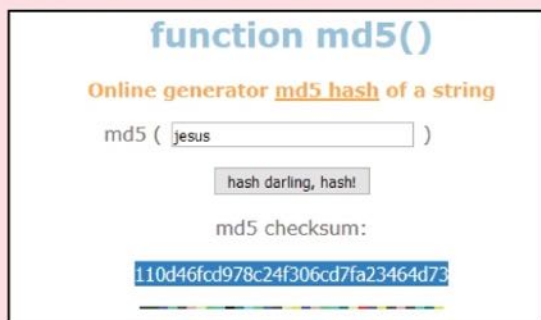 function md5()
Online generator md5 hash of a string
md5 ( jesus )
hash darling, hash!
md5 checksum:
110d46fcd978c24f306cd7fa23464d73